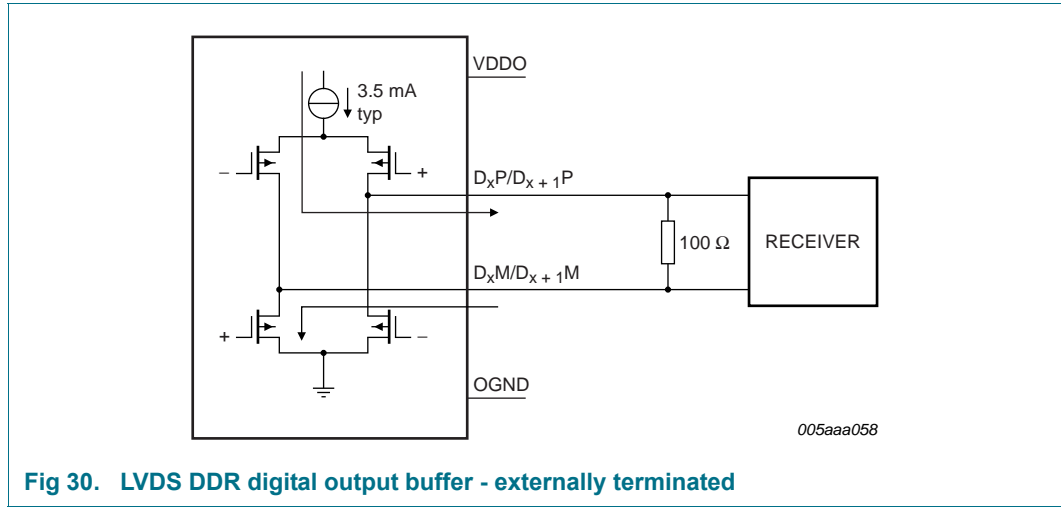 VDDO
3.5 mA
typ
–
+
DxP/Dx + 1P
100 Ω
RECEIVER
DxM/Dx + 1M
+
–
OGND
005aaa058
Fig 30. LVDS DDR digital output buffer - externally terminated